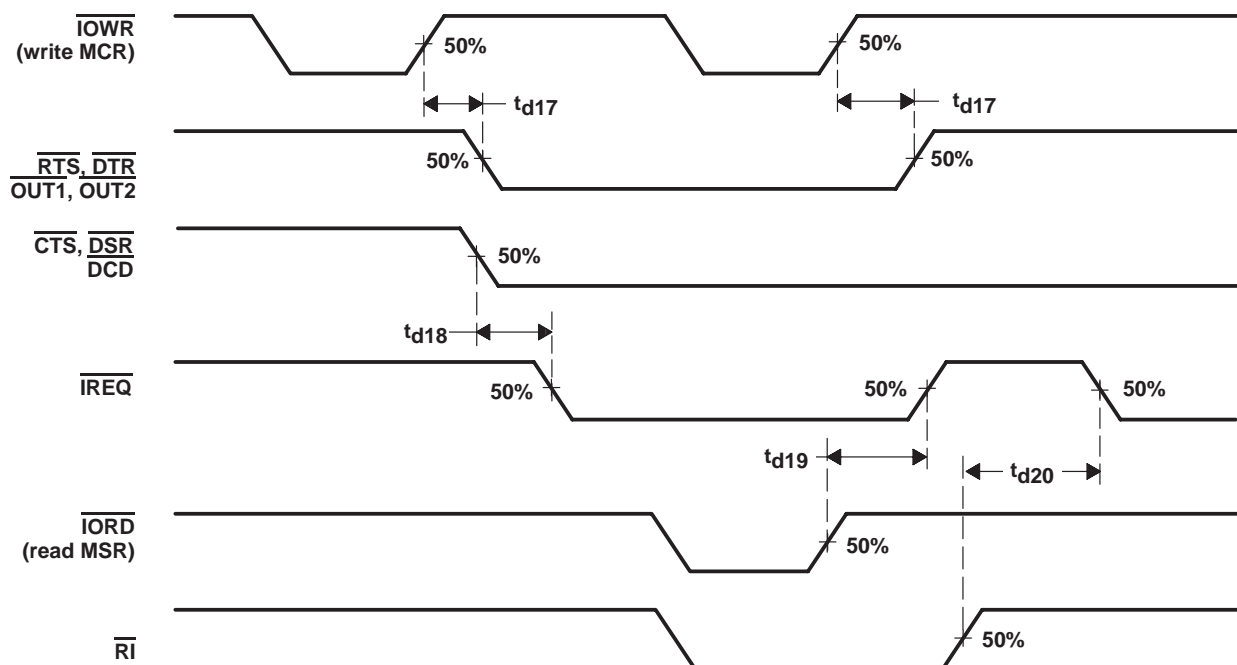 IOWR
(write MCR)
50%
50%
td17
td17
RTS, DTR
OUT1, OUT2
50%
50%
CTS, DSR
DCD
50%
td18
IREQ
50%
50%
50%
td19
td20
IORD
(read MSR)
50%
RI
50%